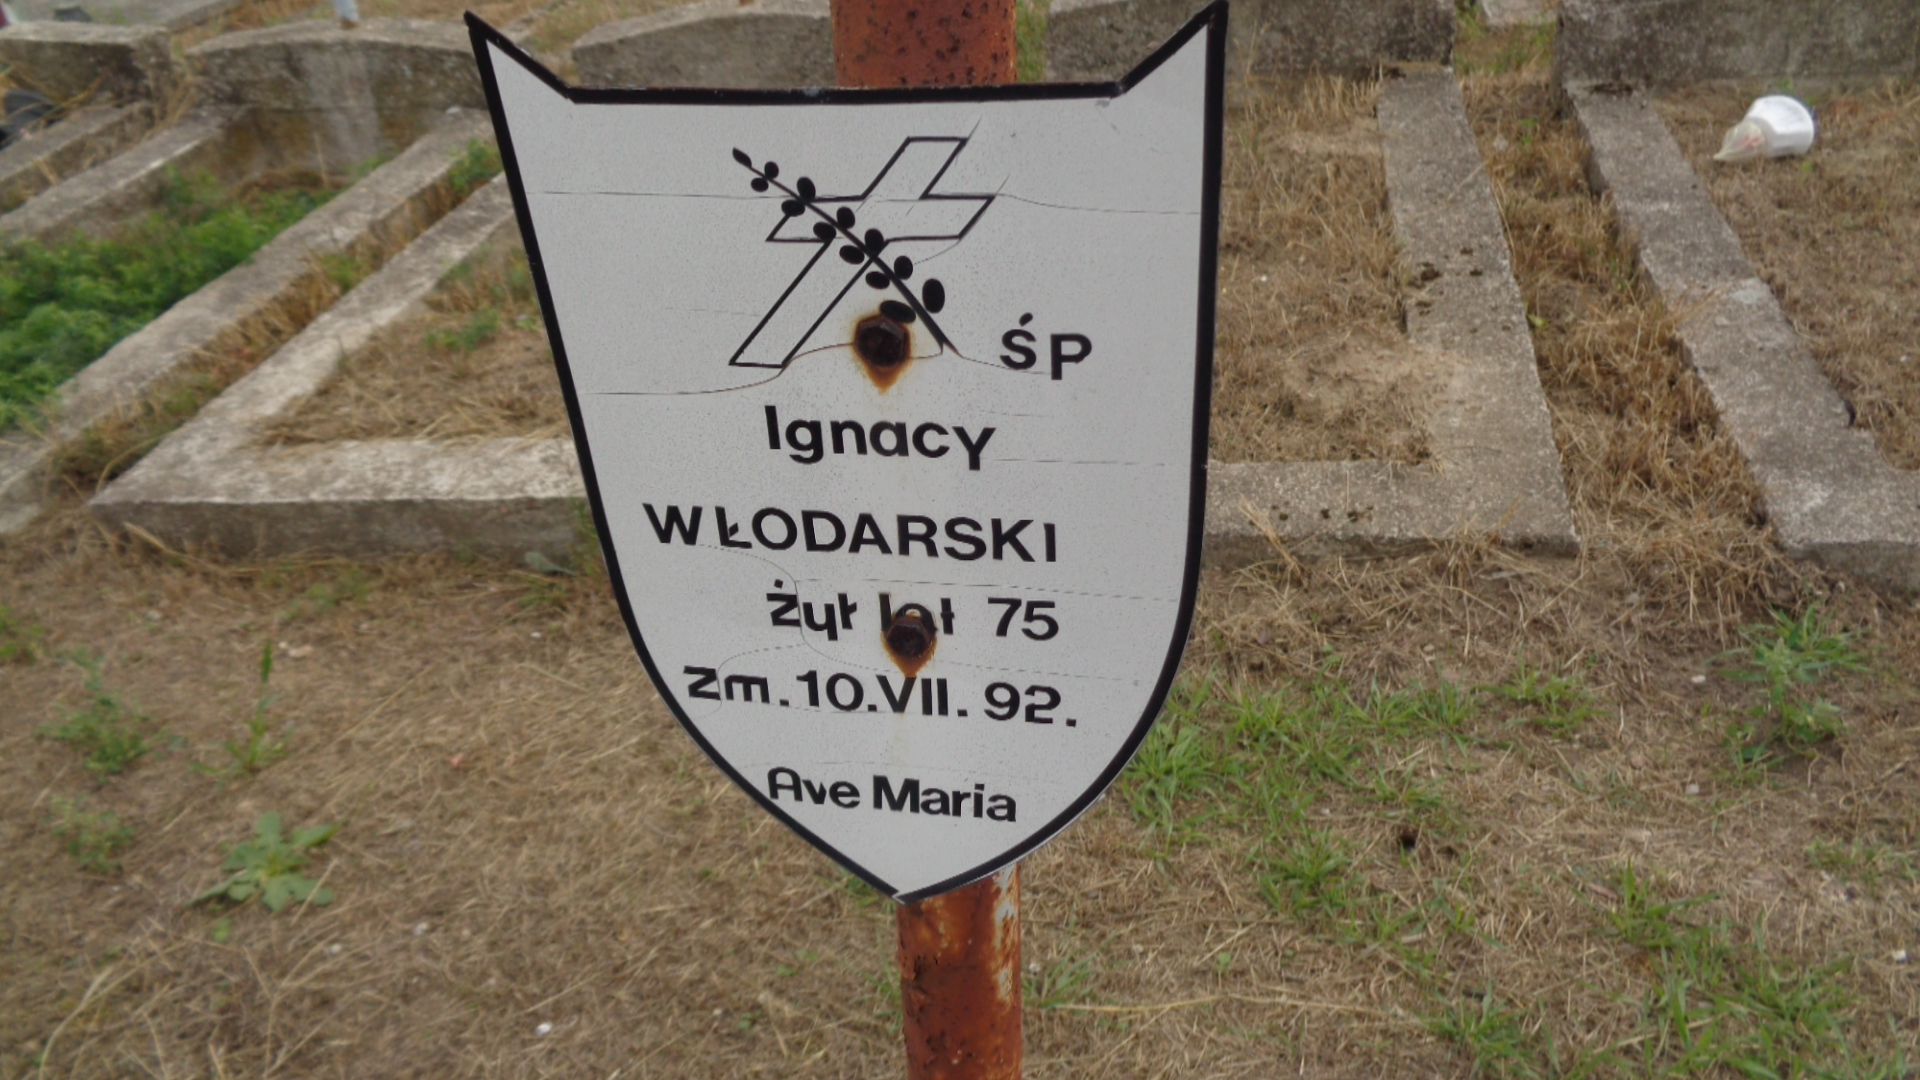 ŚP
Ignacy
WŁODARSKI
żył lat 75
Zm. 10. VII. 92.
Ave Maria